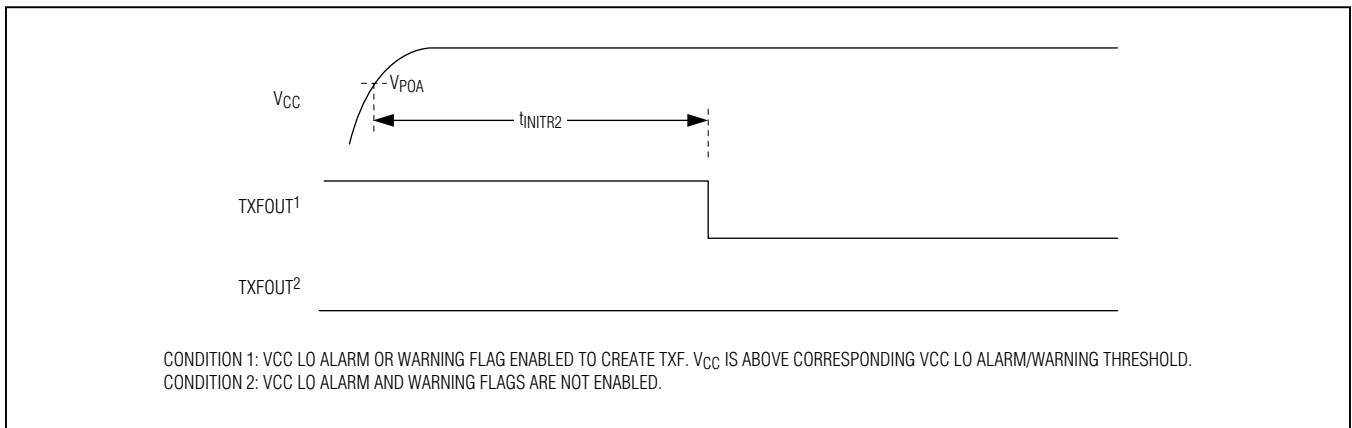 VPOA
VCC
tINITR2
TXFOUT1
TXFOUT2
CONDITION 1: VCC LO ALARM OR WARNING FLAG ENABLED TO CREATE TXF. VCC IS ABOVE CORRESPONDING VCC LO ALARM/WARNING THRESHOLD.
CONDITION 2: VCC LO ALARM AND WARNING FLAGS ARE NOT ENABLED.